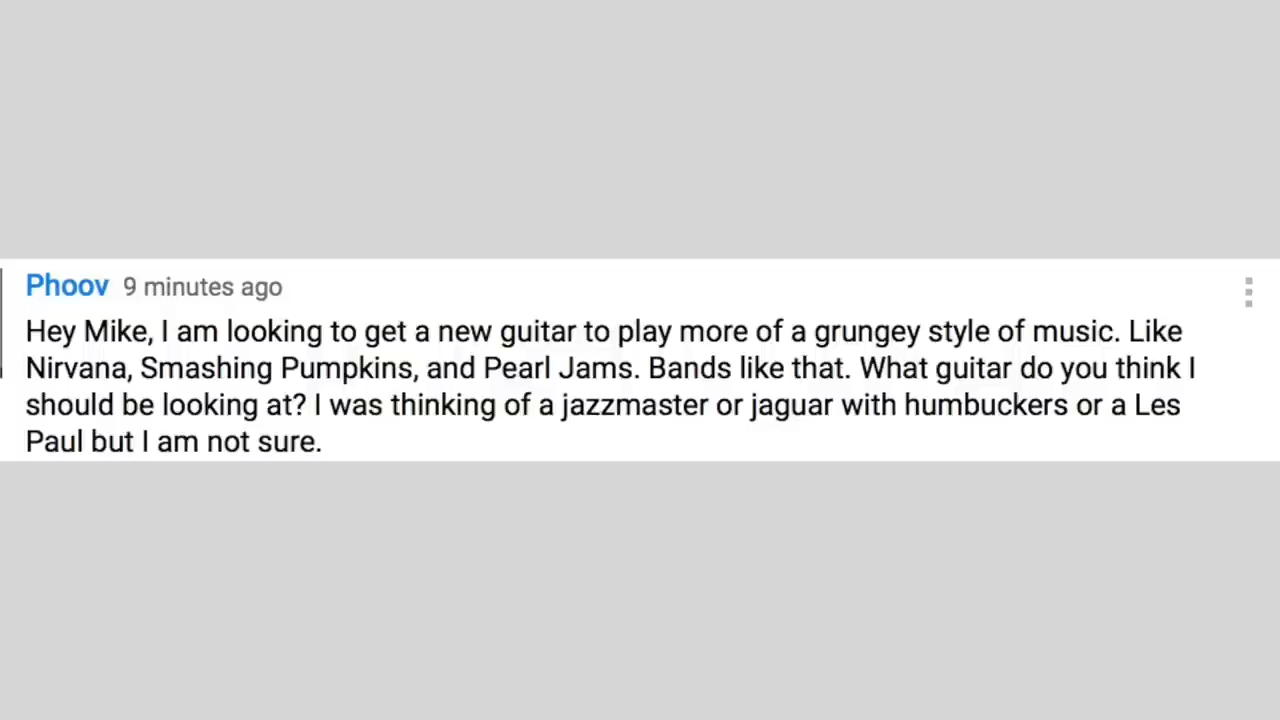 Phoov 9 minutes ago
Hey Mike, I am looking to get a new guitar to play more of a grungey style of music. Like
Nirvana, Smashing Pumpkins, and Pearl Jams. Bands like that. What guitar do you think I
should be looking at? I was thinking of a jazzmaster or jaguar with humbuckers or a Les
Paul but I am not sure.